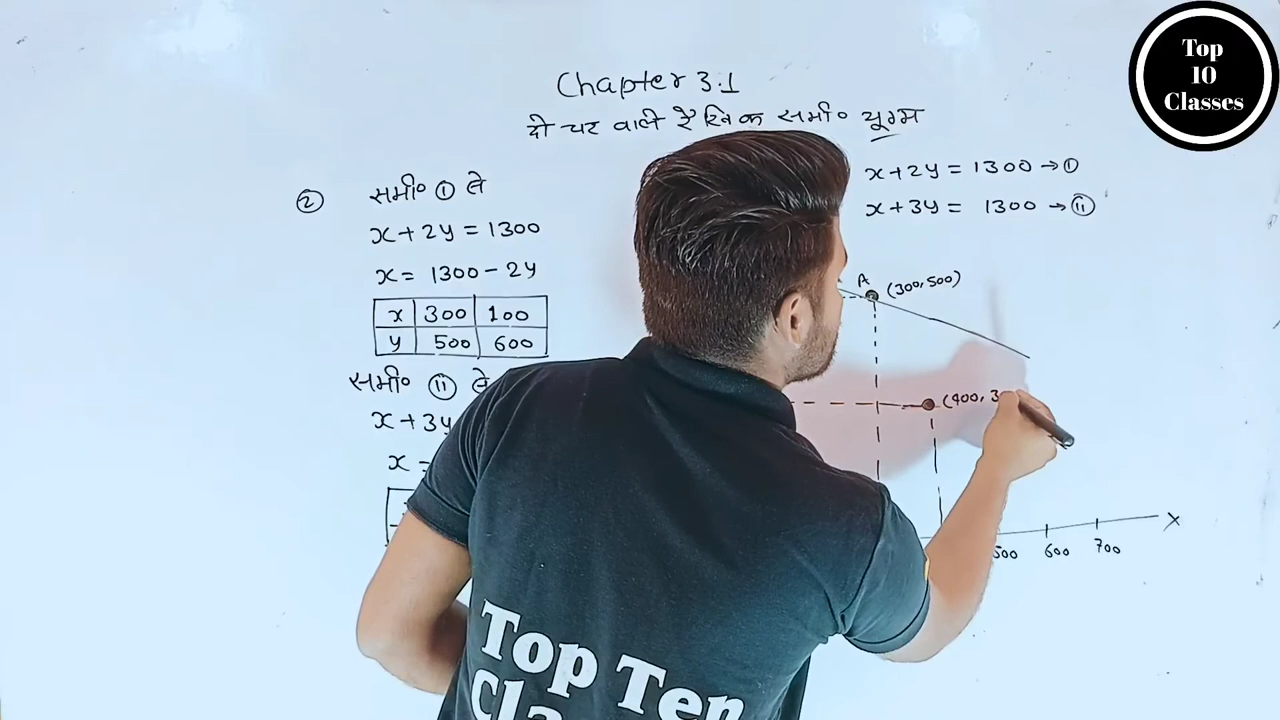 Top
10
Classes
Chapter 3.1
दो चर वाले रैखिक समी० युग्म
x+2y = 1300 → ①
x+3y = 1300 → ⑪
② समी० ① से
x+2y = 1300
x = 1300 - 2y
x 300 100
y 500 600
समी० ⑪ से
x + 3y
x =
A (300, 500)
(400, 3
500 600 700 X
Top Ten